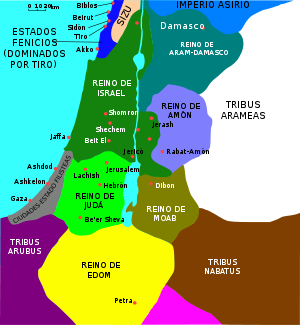 0 10 20 km
Biblos
Beirut
Sidón
Tiro
Akko
SIZU
IMPERIO ASIRIO
Damasco
ESTADOS
FENICIOS
(DOMINADOS
POR TIRO)
REINO DE
ARAM-DAMASCO
REINO DE
ISRAEL
TRIBUS
ARAMEAS
REINO DE
AMÓN
Shomron
Shechem
Beit El
Jerash
Jaffa
Jericó
Rabat-Amón
Ashdod
Jerusalem
Ashkelon
Lachish
Hebrón
Dibon
Gaza
CIUDADES-ESTADO FILISTEAS
REINO DE
JUDÁ
Be'er Sheva
REINO DE
MOAB
TRIBUS
ARUBUS
REINO DE
EDOM
TRIBUS
NABATUS
Petra